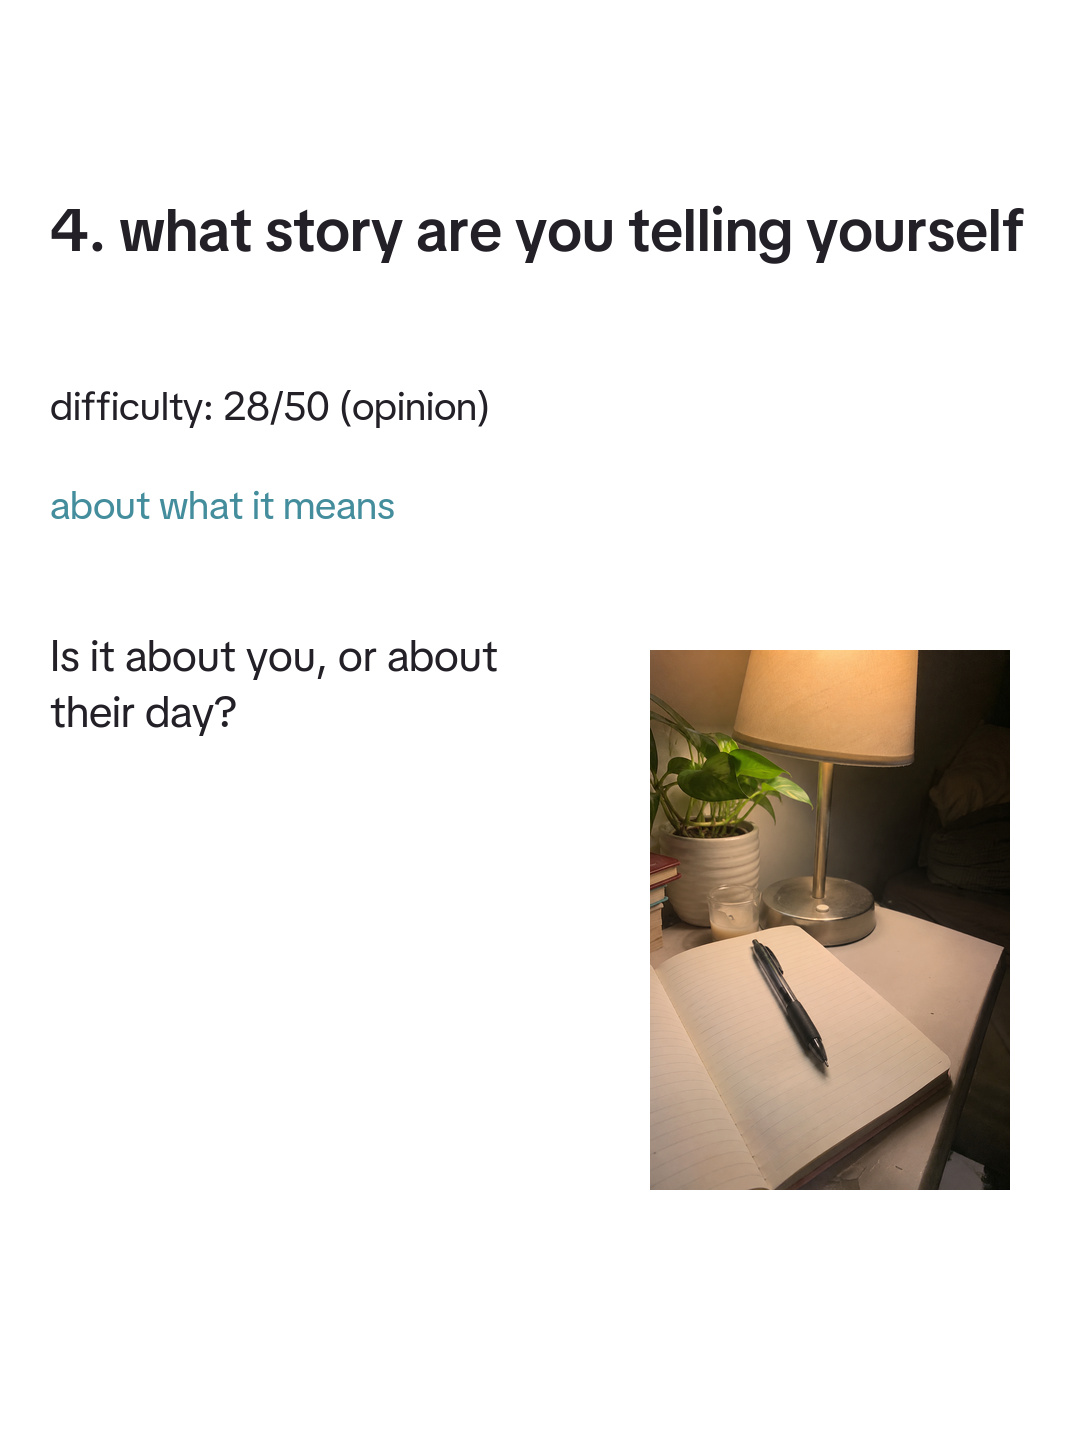 4. what story are you telling yourself
difficulty: 28/50 (opinion)
about what it means
Is it about you, or about
their day?